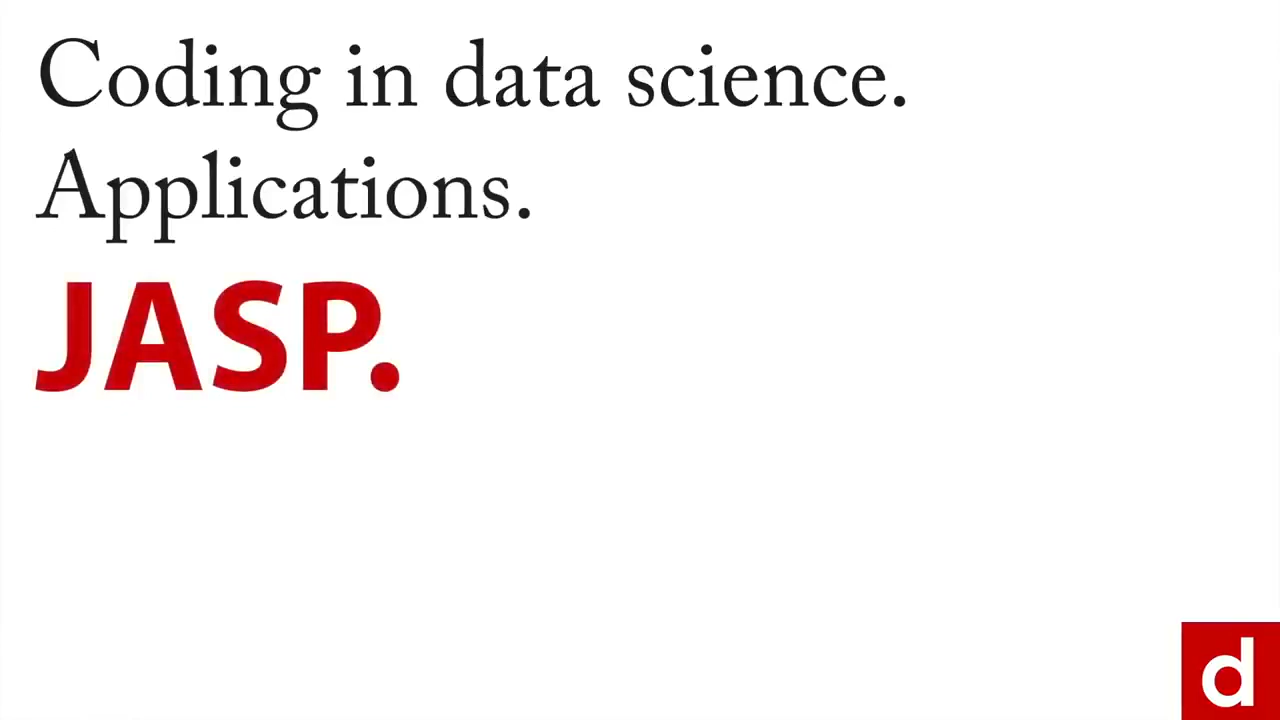 Coding in data science.
Applications.
JASP.
d